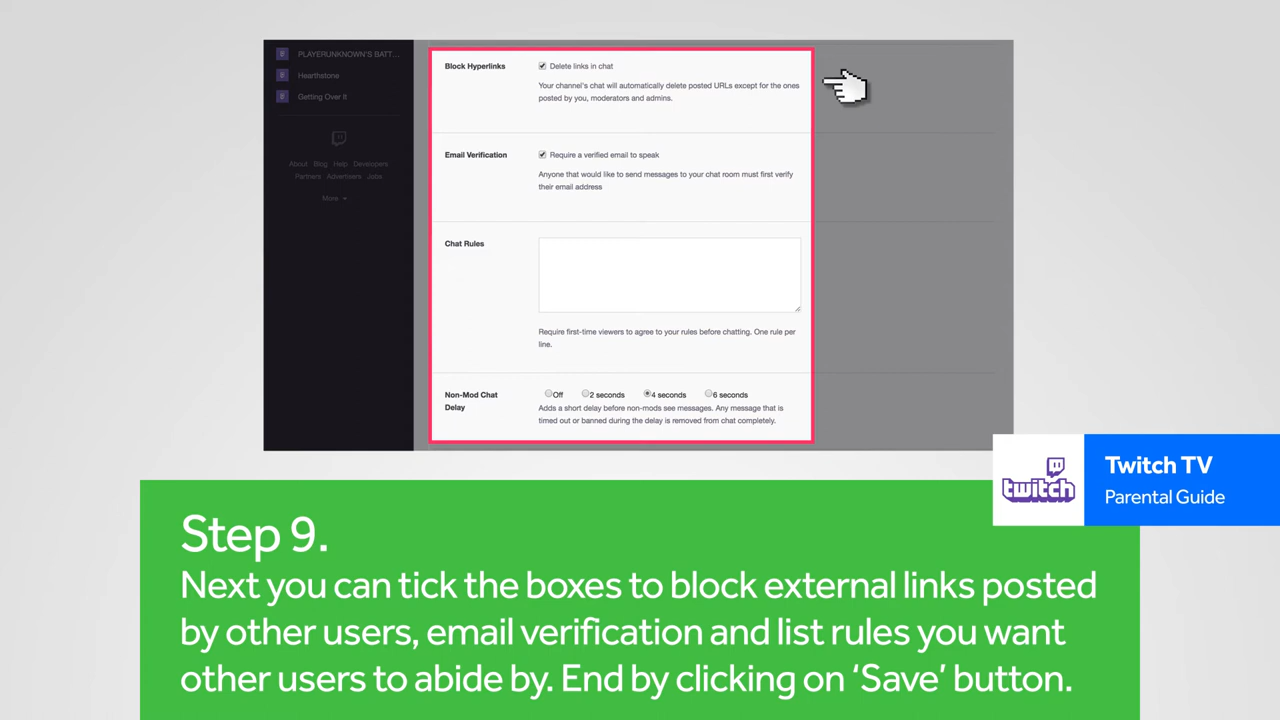 PLAYERUNKNOWN'S BATT...
Hearthstone
Getting Over It
About Blog Help Developers
Partners Advertisers Jobs
More
Block Hyperlinks
Delete links in chat
Your channel's chat will automatically delete posted URLs except for the ones
posted by you, moderators and admins.
Email Verification
Require a verified email to speak
Anyone that would like to send messages to your chat room must first verify
their email address
Chat Rules
Require first-time viewers to agree to your rules before chatting. One rule per
line.
Non-Mod Chat
Delay
Off 2 seconds 4 seconds 6 seconds
Adds a short delay before non-mods see messages. Any message that is
timed out or banned during the delay is removed from chat completely.
twitch
Twitch TV
Parental Guide
Step 9.
Next you can tick the boxes to block external links posted
by other users, email verification and list rules you want
other users to abide by. End by clicking on ‘Save’ button.